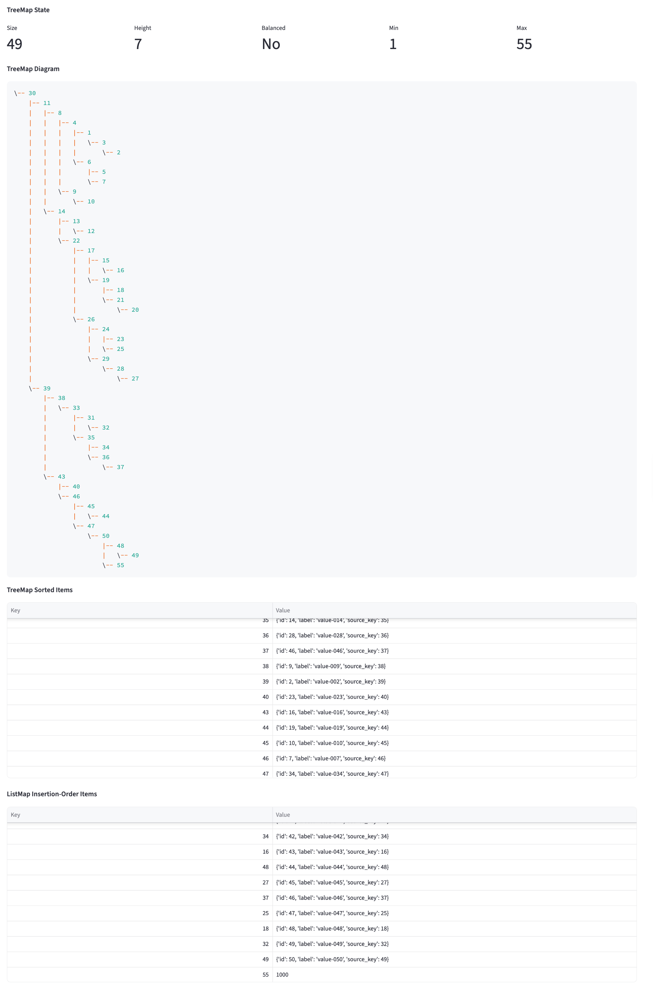 TreeMap State
Size Height Balanced Min Max
49 7 No 1 55
TreeMap Diagram
\-- 30
    |-- 11
    |   |-- 8
    |   |   |-- 4
    |   |   |   |-- 1
    |   |   |   |   \-- 3
    |   |   |   |       \-- 2
    |   |   |   \-- 6
    |   |   |       |-- 5
    |   |   |       \-- 7
    |   |   \-- 9
    |   |       \-- 10
    |   \-- 14
    |       |-- 13
    |       |   \-- 12
    |       \-- 22
    |           |-- 17
    |           |   |-- 15
    |           |   |   \-- 16
    |           |   \-- 19
    |           |       |-- 18
    |           |       \-- 21
    |           |           \-- 20
    |           \-- 26
    |               |-- 24
    |               |   |-- 23
    |               |   \-- 25
    |               \-- 29
    |                   \-- 28
    |                       \-- 27
    \-- 39
        |-- 38
        |   \-- 33
        |       |-- 31
        |       |   \-- 32
        |       \-- 35
        |           |-- 34
        |           \-- 36
        |               \-- 37
        \-- 43
            |-- 40
            \-- 46
                |-- 45
                |   \-- 44
                \-- 47
                    \-- 50
                        |-- 48
                        |   \-- 49
                        \-- 55
TreeMap Sorted Items
Key Value
35 {'id': 14, 'label': 'value-014', 'source_key': 35}
36 {'id': 28, 'label': 'value-028', 'source_key': 36}
37 {'id': 46, 'label': 'value-046', 'source_key': 37}
38 {'id': 9, 'label': 'value-009', 'source_key': 38}
39 {'id': 2, 'label': 'value-002', 'source_key': 39}
40 {'id': 23, 'label': 'value-023', 'source_key': 40}
43 {'id': 16, 'label': 'value-016', 'source_key': 43}
44 {'id': 19, 'label': 'value-019', 'source_key': 44}
45 {'id': 10, 'label': 'value-010', 'source_key': 45}
46 {'id': 7, 'label': 'value-007', 'source_key': 46}
47 {'id': 34, 'label': 'value-034', 'source_key': 47}
ListMap Insertion-Order Items
Key Value
34 {'id': 42, 'label': 'value-042', 'source_key': 34}
16 {'id': 43, 'label': 'value-043', 'source_key': 16}
48 {'id': 44, 'label': 'value-044', 'source_key': 48}
27 {'id': 45, 'label': 'value-045', 'source_key': 27}
37 {'id': 46, 'label': 'value-046', 'source_key': 37}
25 {'id': 47, 'label': 'value-047', 'source_key': 25}
18 {'id': 48, 'label': 'value-048', 'source_key': 18}
32 {'id': 49, 'label': 'value-049', 'source_key': 32}
49 {'id': 50, 'label': 'value-050', 'source_key': 49}
55 1000